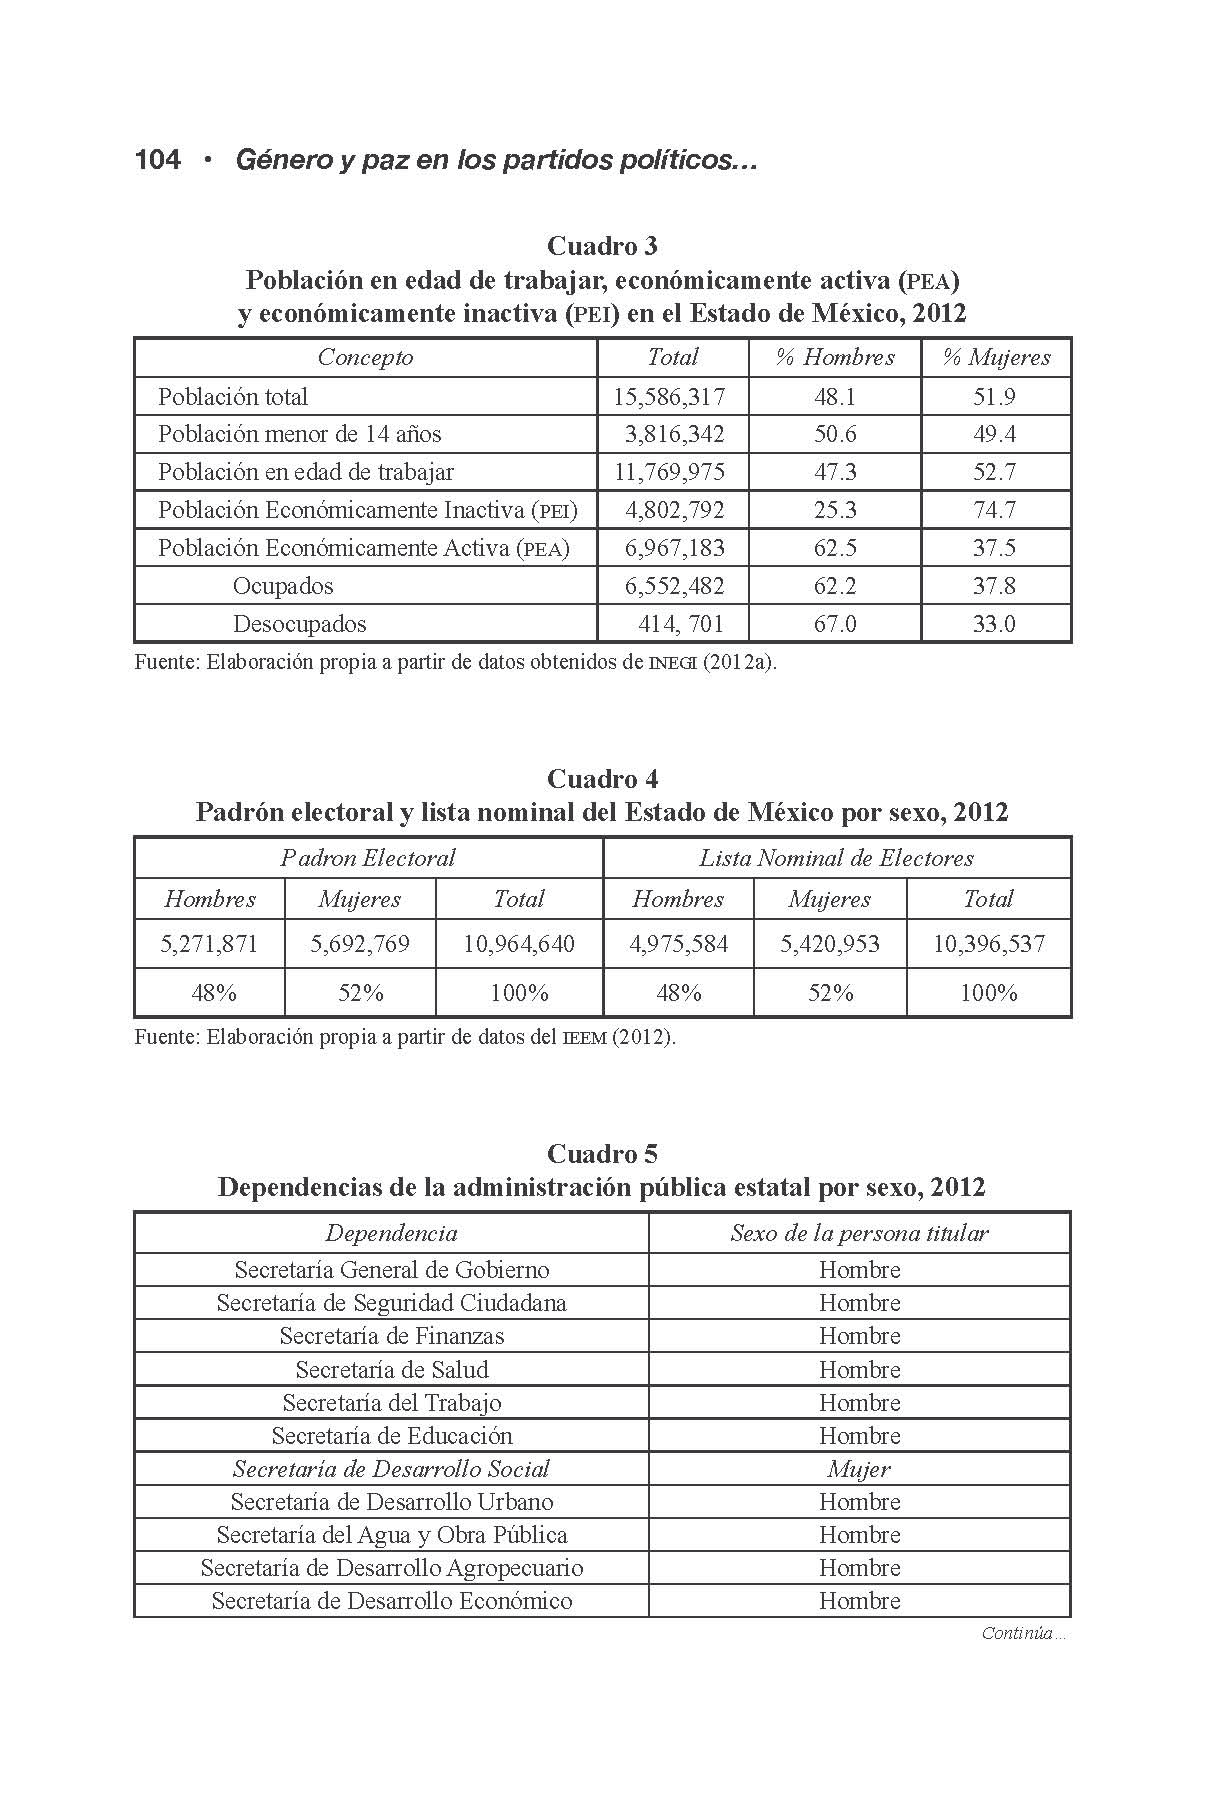 104 • Género y paz en los partidos políticos…
Cuadro 3
Población en edad de trabajar, económicamente activa (PEA)
y económicamente inactiva (PEI) en el Estado de México, 2012
Concepto Total % Hombres % Mujeres
Población total 15,586,317 48.1 51.9
Población menor de 14 años 3,816,342 50.6 49.4
Población en edad de trabajar 11,769,975 47.3 52.7
Población Económicamente Inactiva (PEI) 4,802,792 25.3 74.7
Población Económicamente Activa (PEA) 6,967,183 62.5 37.5
Ocupados 6,552,482 62.2 37.8
Desocupados 414, 701 67.0 33.0
Fuente: Elaboración propia a partir de datos obtenidos de INEGI (2012a).
Cuadro 4
Padrón electoral y lista nominal del Estado de México por sexo, 2012
Padron Electoral Lista Nominal de Electores
Hombres Mujeres Total Hombres Mujeres Total
5,271,871 5,692,769 10,964,640 4,975,584 5,420,953 10,396,537
48% 52% 100% 48% 52% 100%
Fuente: Elaboración propia a partir de datos del IEEM (2012).
Cuadro 5
Dependencias de la administración pública estatal por sexo, 2012
Dependencia Sexo de la persona titular
Secretaría General de Gobierno Hombre
Secretaría de Seguridad Ciudadana Hombre
Secretaría de Finanzas Hombre
Secretaría de Salud Hombre
Secretaría del Trabajo Hombre
Secretaría de Educación Hombre
Secretaría de Desarrollo Social Mujer
Secretaría de Desarrollo Urbano Hombre
Secretaría del Agua y Obra Pública Hombre
Secretaría de Desarrollo Agropecuario Hombre
Secretaría de Desarrollo Económico Hombre
Continúa...